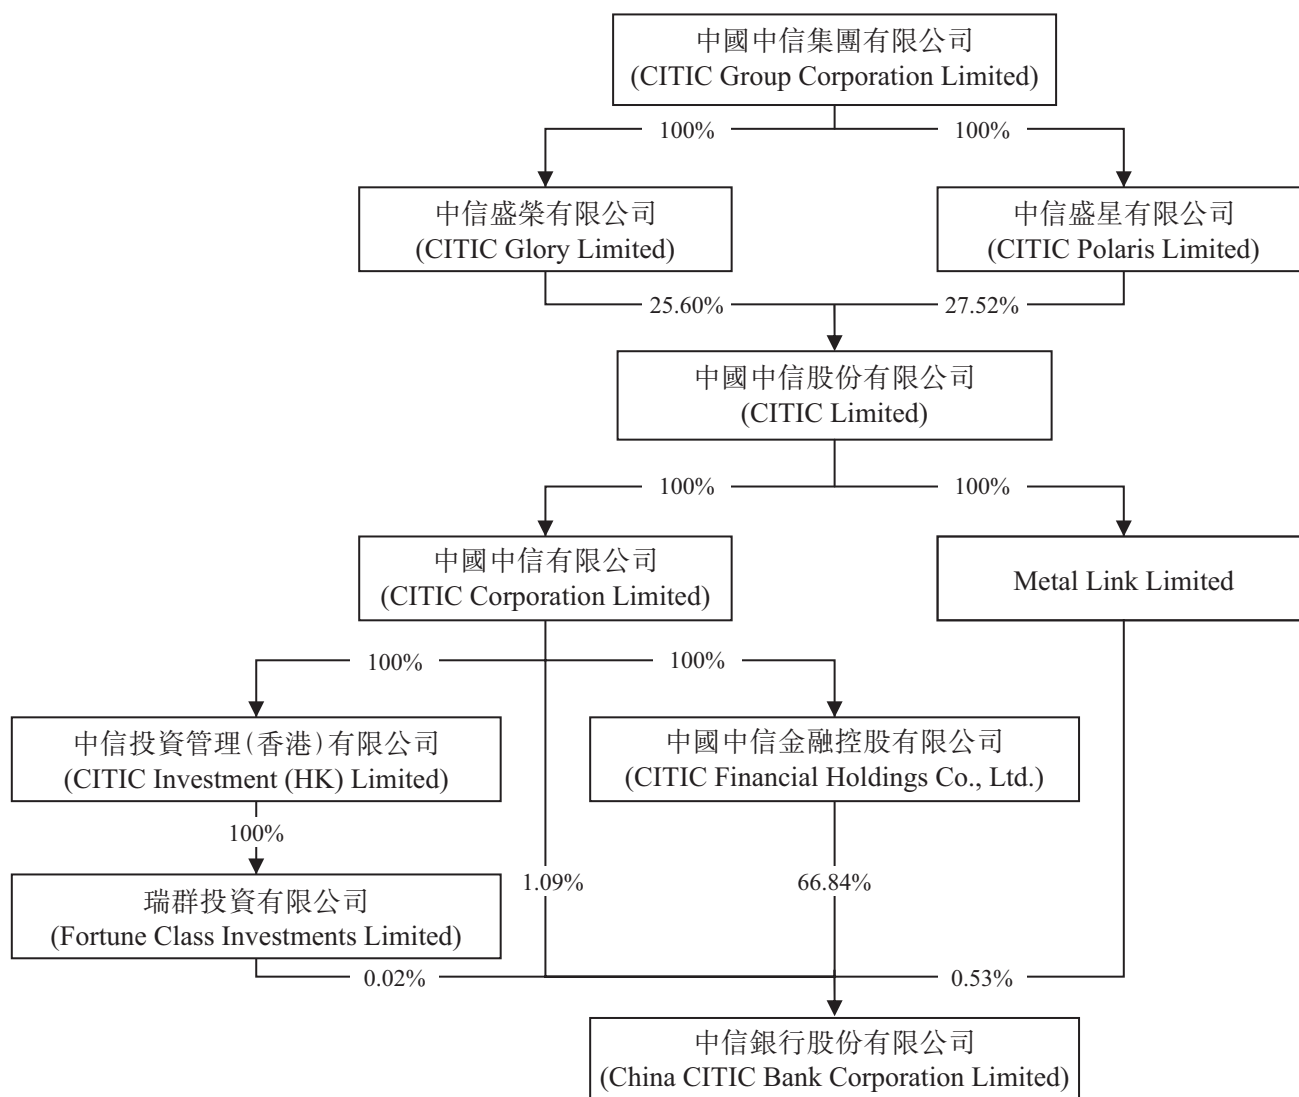 中國中信集團有限公司
(CITIC Group Corporation Limited)
100%
100%
中信盛榮有限公司
(CITIC Glory Limited)
中信盛星有限公司
(CITIC Polaris Limited)
25.60%
27.52%
中國中信股份有限公司
(CITIC Limited)
100%
100%
中國中信有限公司
(CITIC Corporation Limited)
Metal Link Limited
100%
100%
中信投資管理(香港)有限公司
(CITIC Investment (HK) Limited)
中國中信金融控股有限公司
(CITIC Financial Holdings Co., Ltd.)
100%
1.09%
66.84%
瑞群投資有限公司
(Fortune Class Investments Limited)
0.02%
0.53%
中信銀行股份有限公司
(China CITIC Bank Corporation Limited)